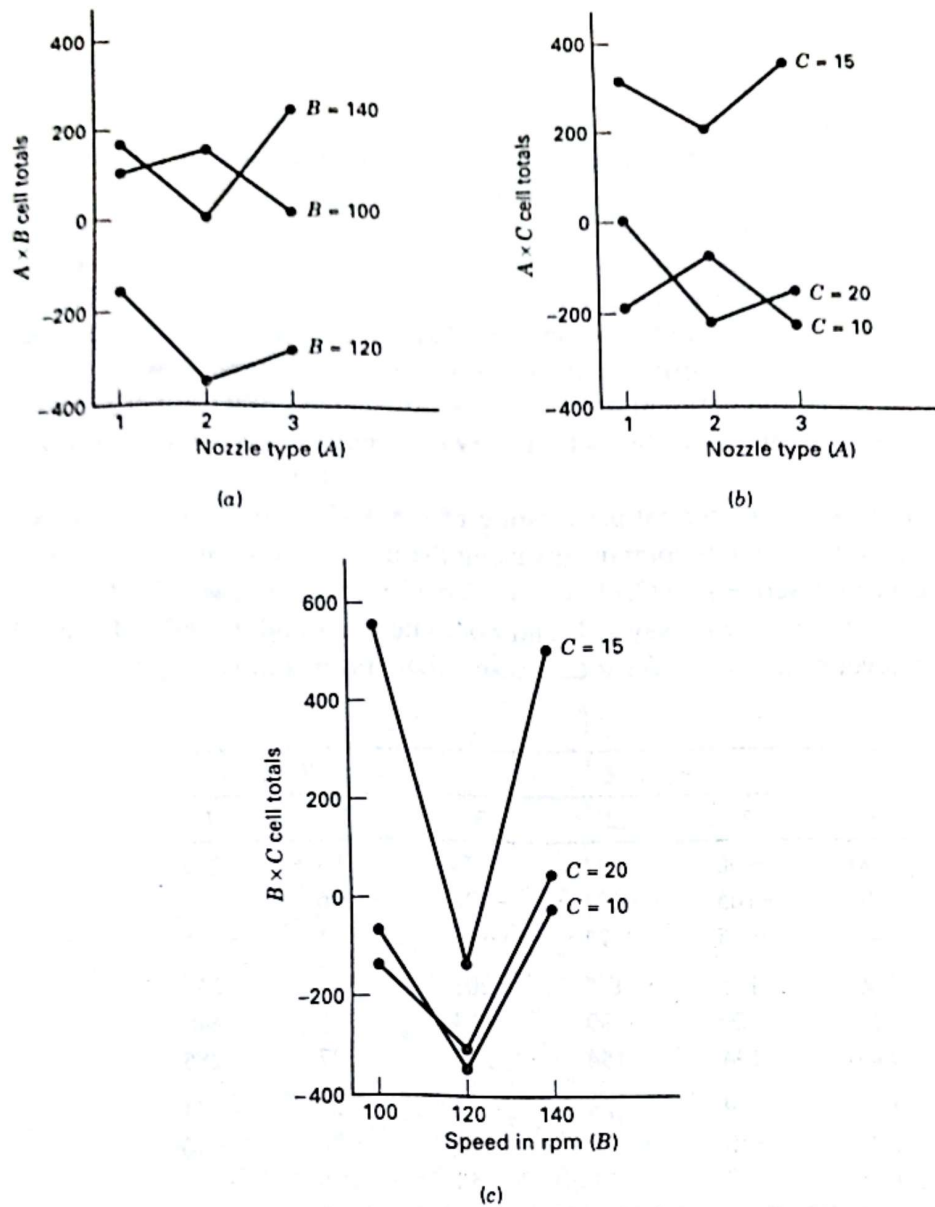 400
200
0
−200
−400
A × B cell totals
B = 140
B = 100
B = 120
1 2 3
Nozzle type (A)
(a)
400
200
0
−200
−400
A × C cell totals
C = 15
C = 20
C = 10
1 2 3
Nozzle type (A)
(b)
600
400
200
0
−200
−400
B × C cell totals
C = 15
C = 20
C = 10
100 120 140
Speed in rpm (B)
(c)